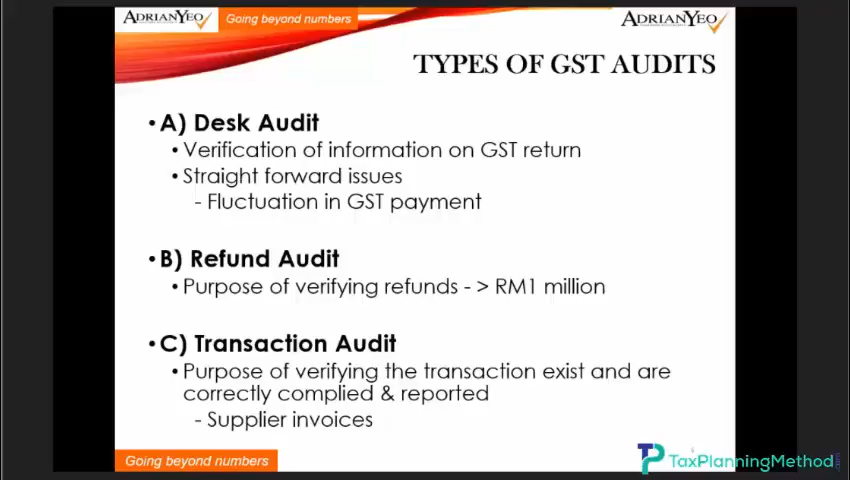 ADRIANYEO
Going beyond numbers
ADRIANYEO
TYPES OF GST AUDITS
• A) Desk Audit
• Verification of information on GST return
• Straight forward issues
- Fluctuation in GST payment
• B) Refund Audit
• Purpose of verifying refunds - > RM1 million
• C) Transaction Audit
• Purpose of verifying the transaction exist and are
correctly complied & reported
- Supplier invoices
Going beyond numbers
TaxPlanningMethod